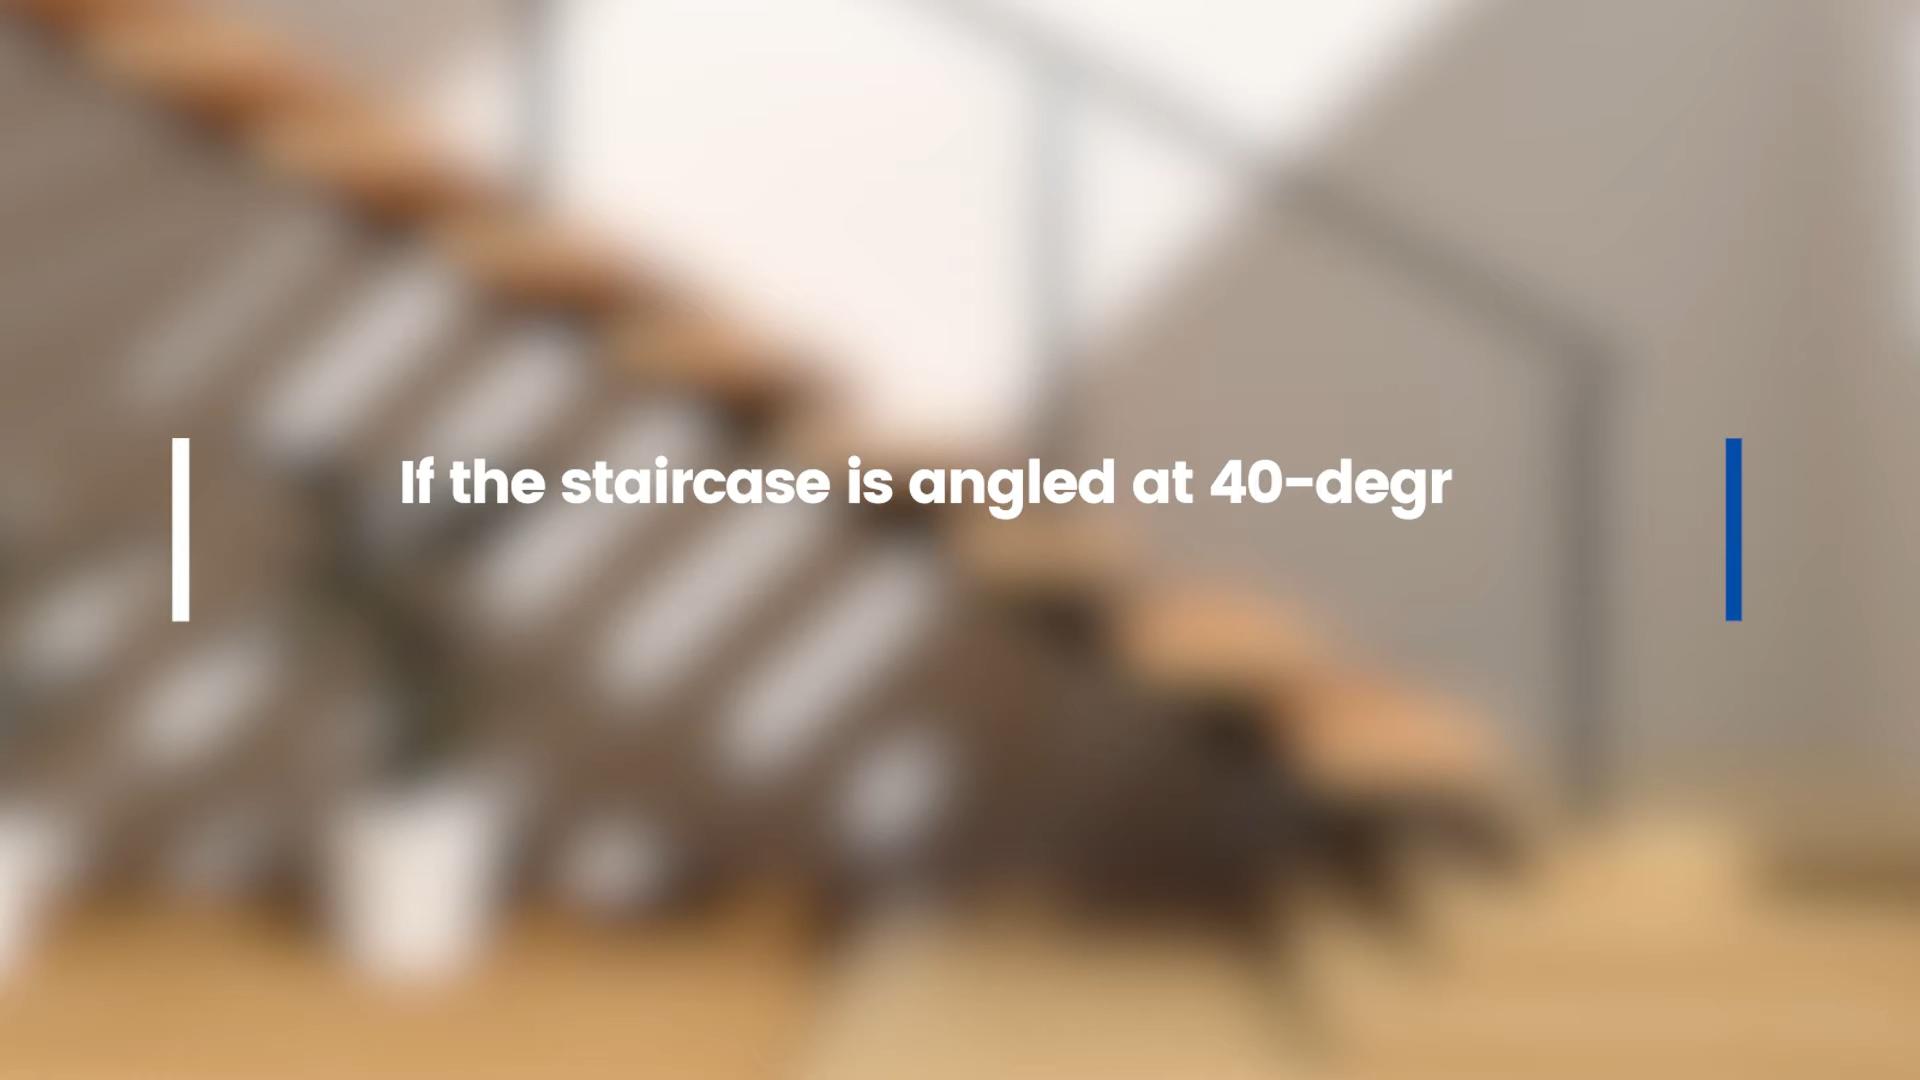 If the staircase is angled at 40-degr